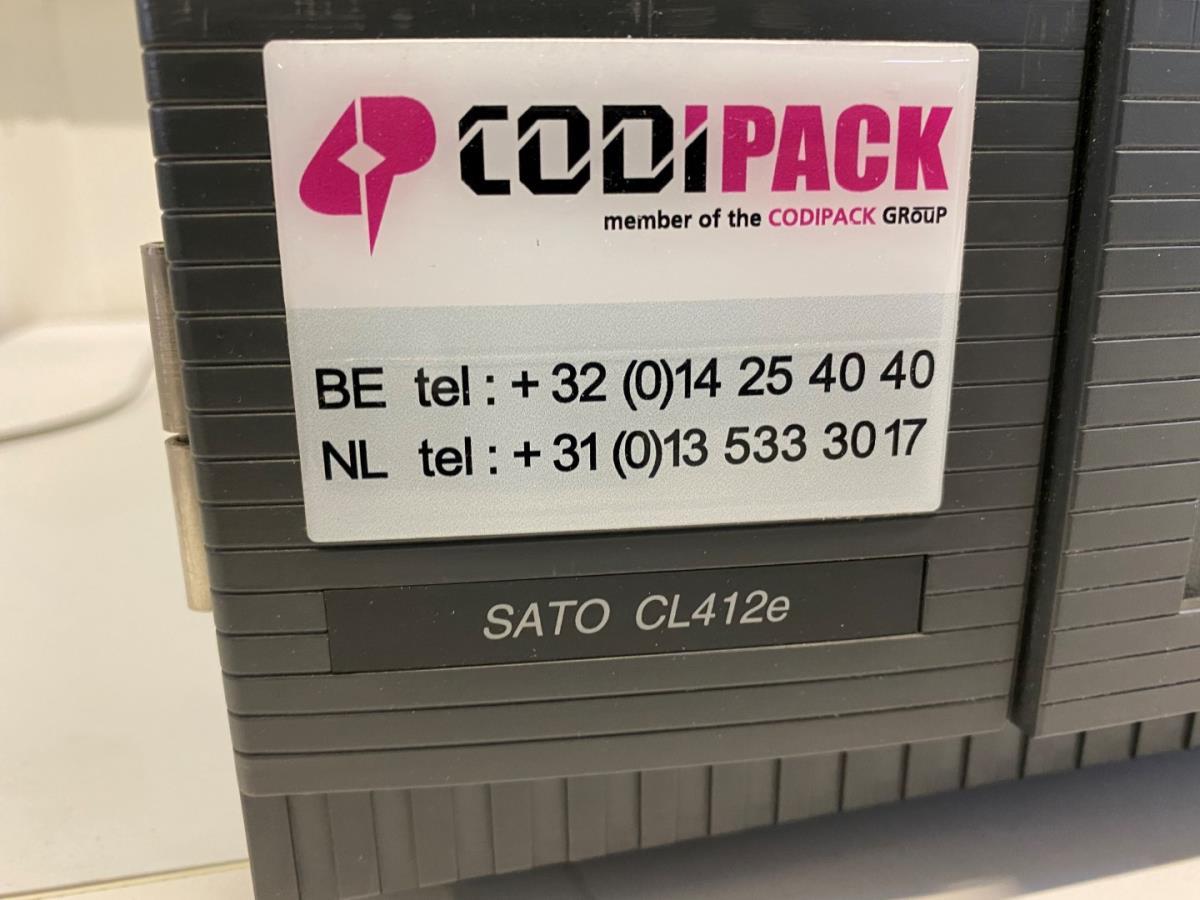 CODiPACK
member of the CODIPACK GROUP
BE tel : + 32 (0)14 25 40 40
NL tel : + 31 (0)13 533 30 17
SATO CL412e